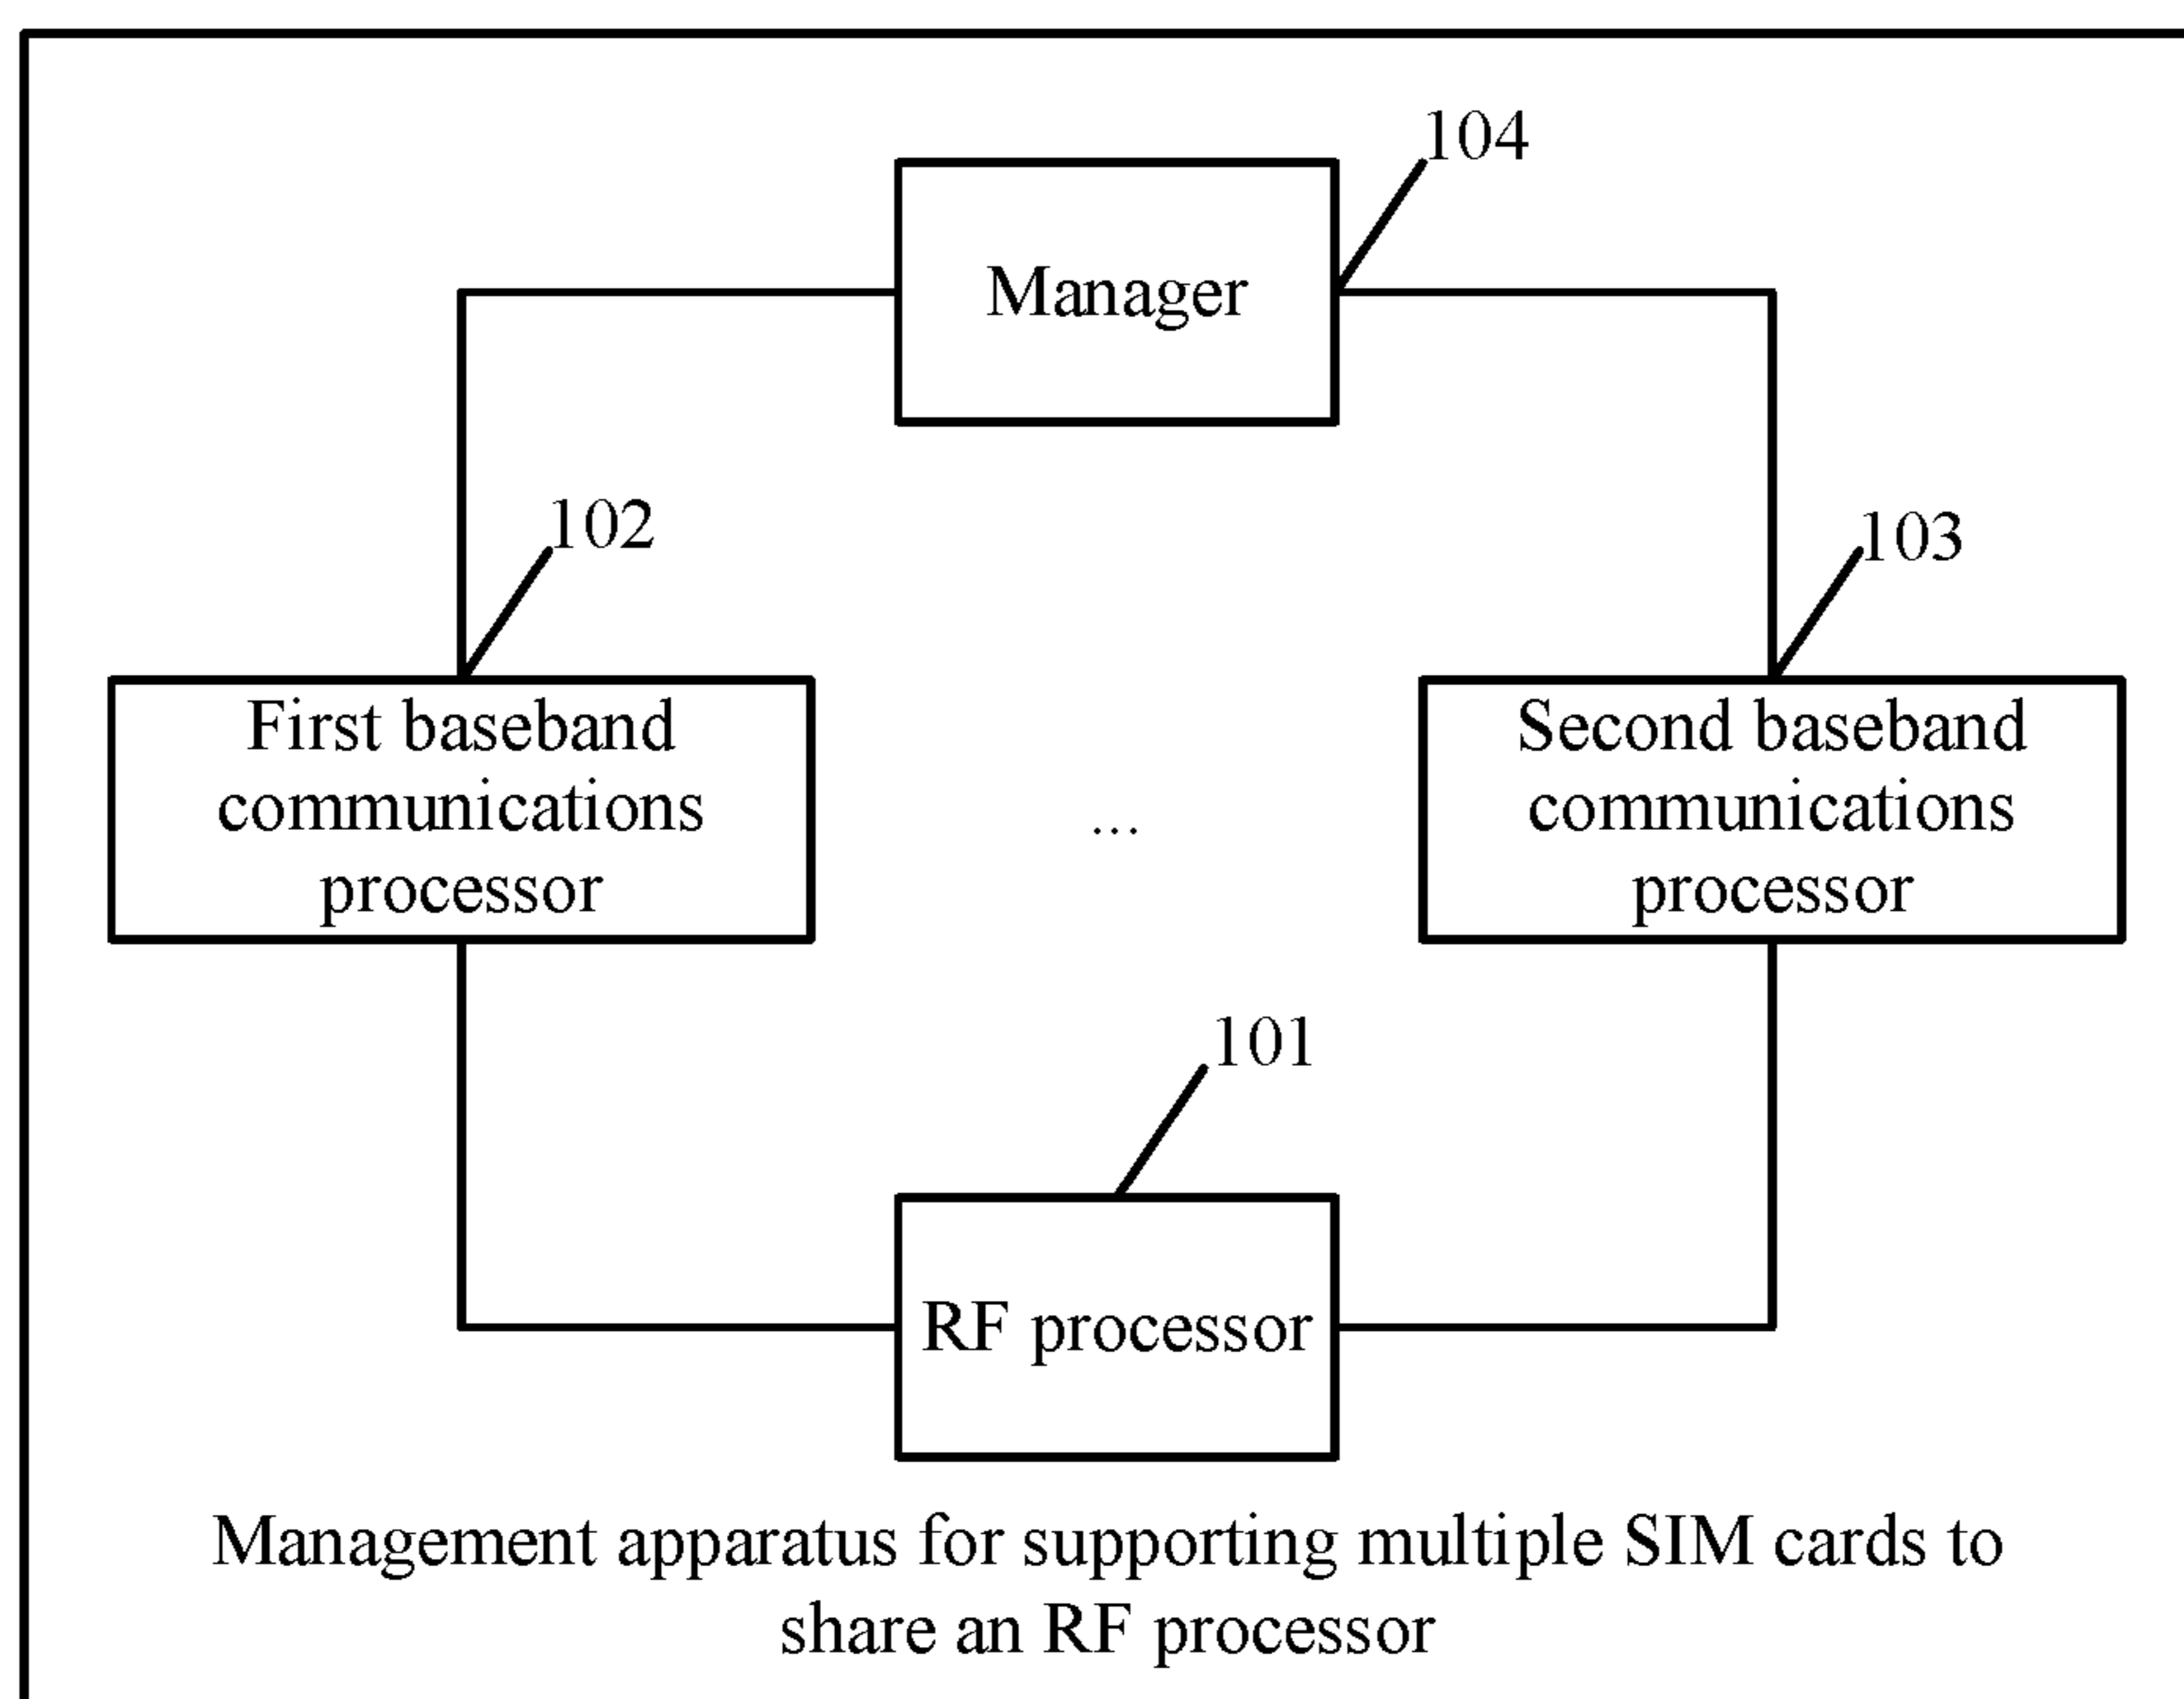 104
Manager
102
103
First baseband
communications
processor
Second baseband
communications
processor
...
101
RF processor
Management apparatus for supporting multiple SIM cards to
share an RF processor